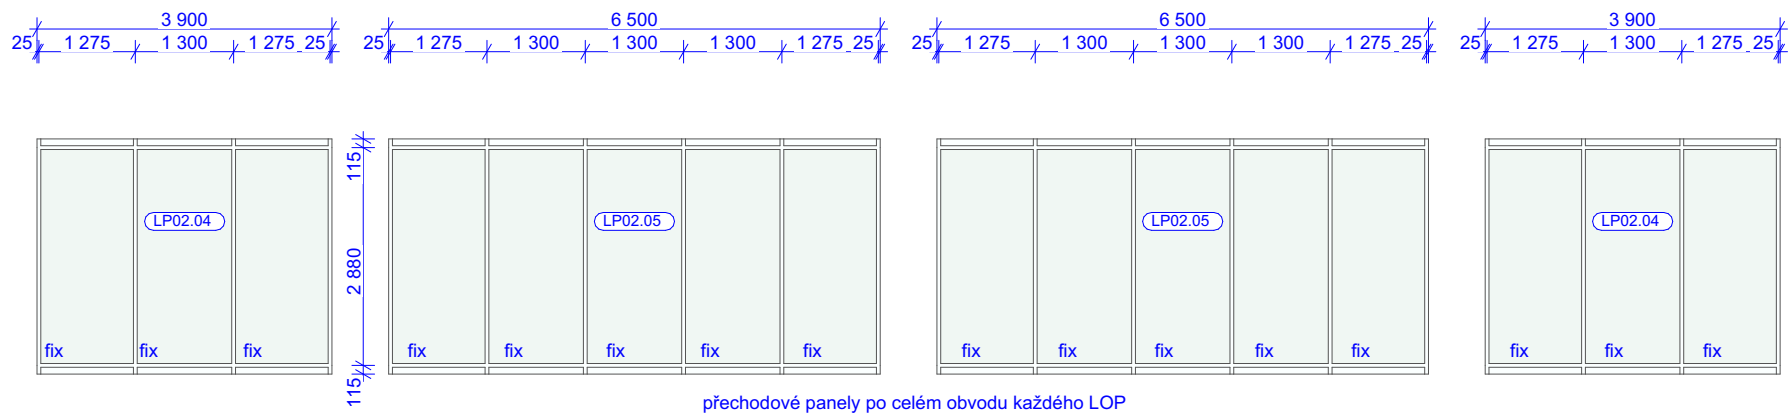 3 900 6 500 6 500 3 900
25 1 275 1 300 1 275 25 25 1 275 1 300 1 300 1 300 1 275 25 25 1 275 1 300 1 300 1 300 1 275 25 25 1 275 1 300 1 275 25
115
LP02.04 LP02.05 LP02.05 LP02.04
2 880
fix fix fix fix fix fix fix fix fix fix fix fix fix fix fix fix
115
přechodové panely po celém obvodu každého LOP